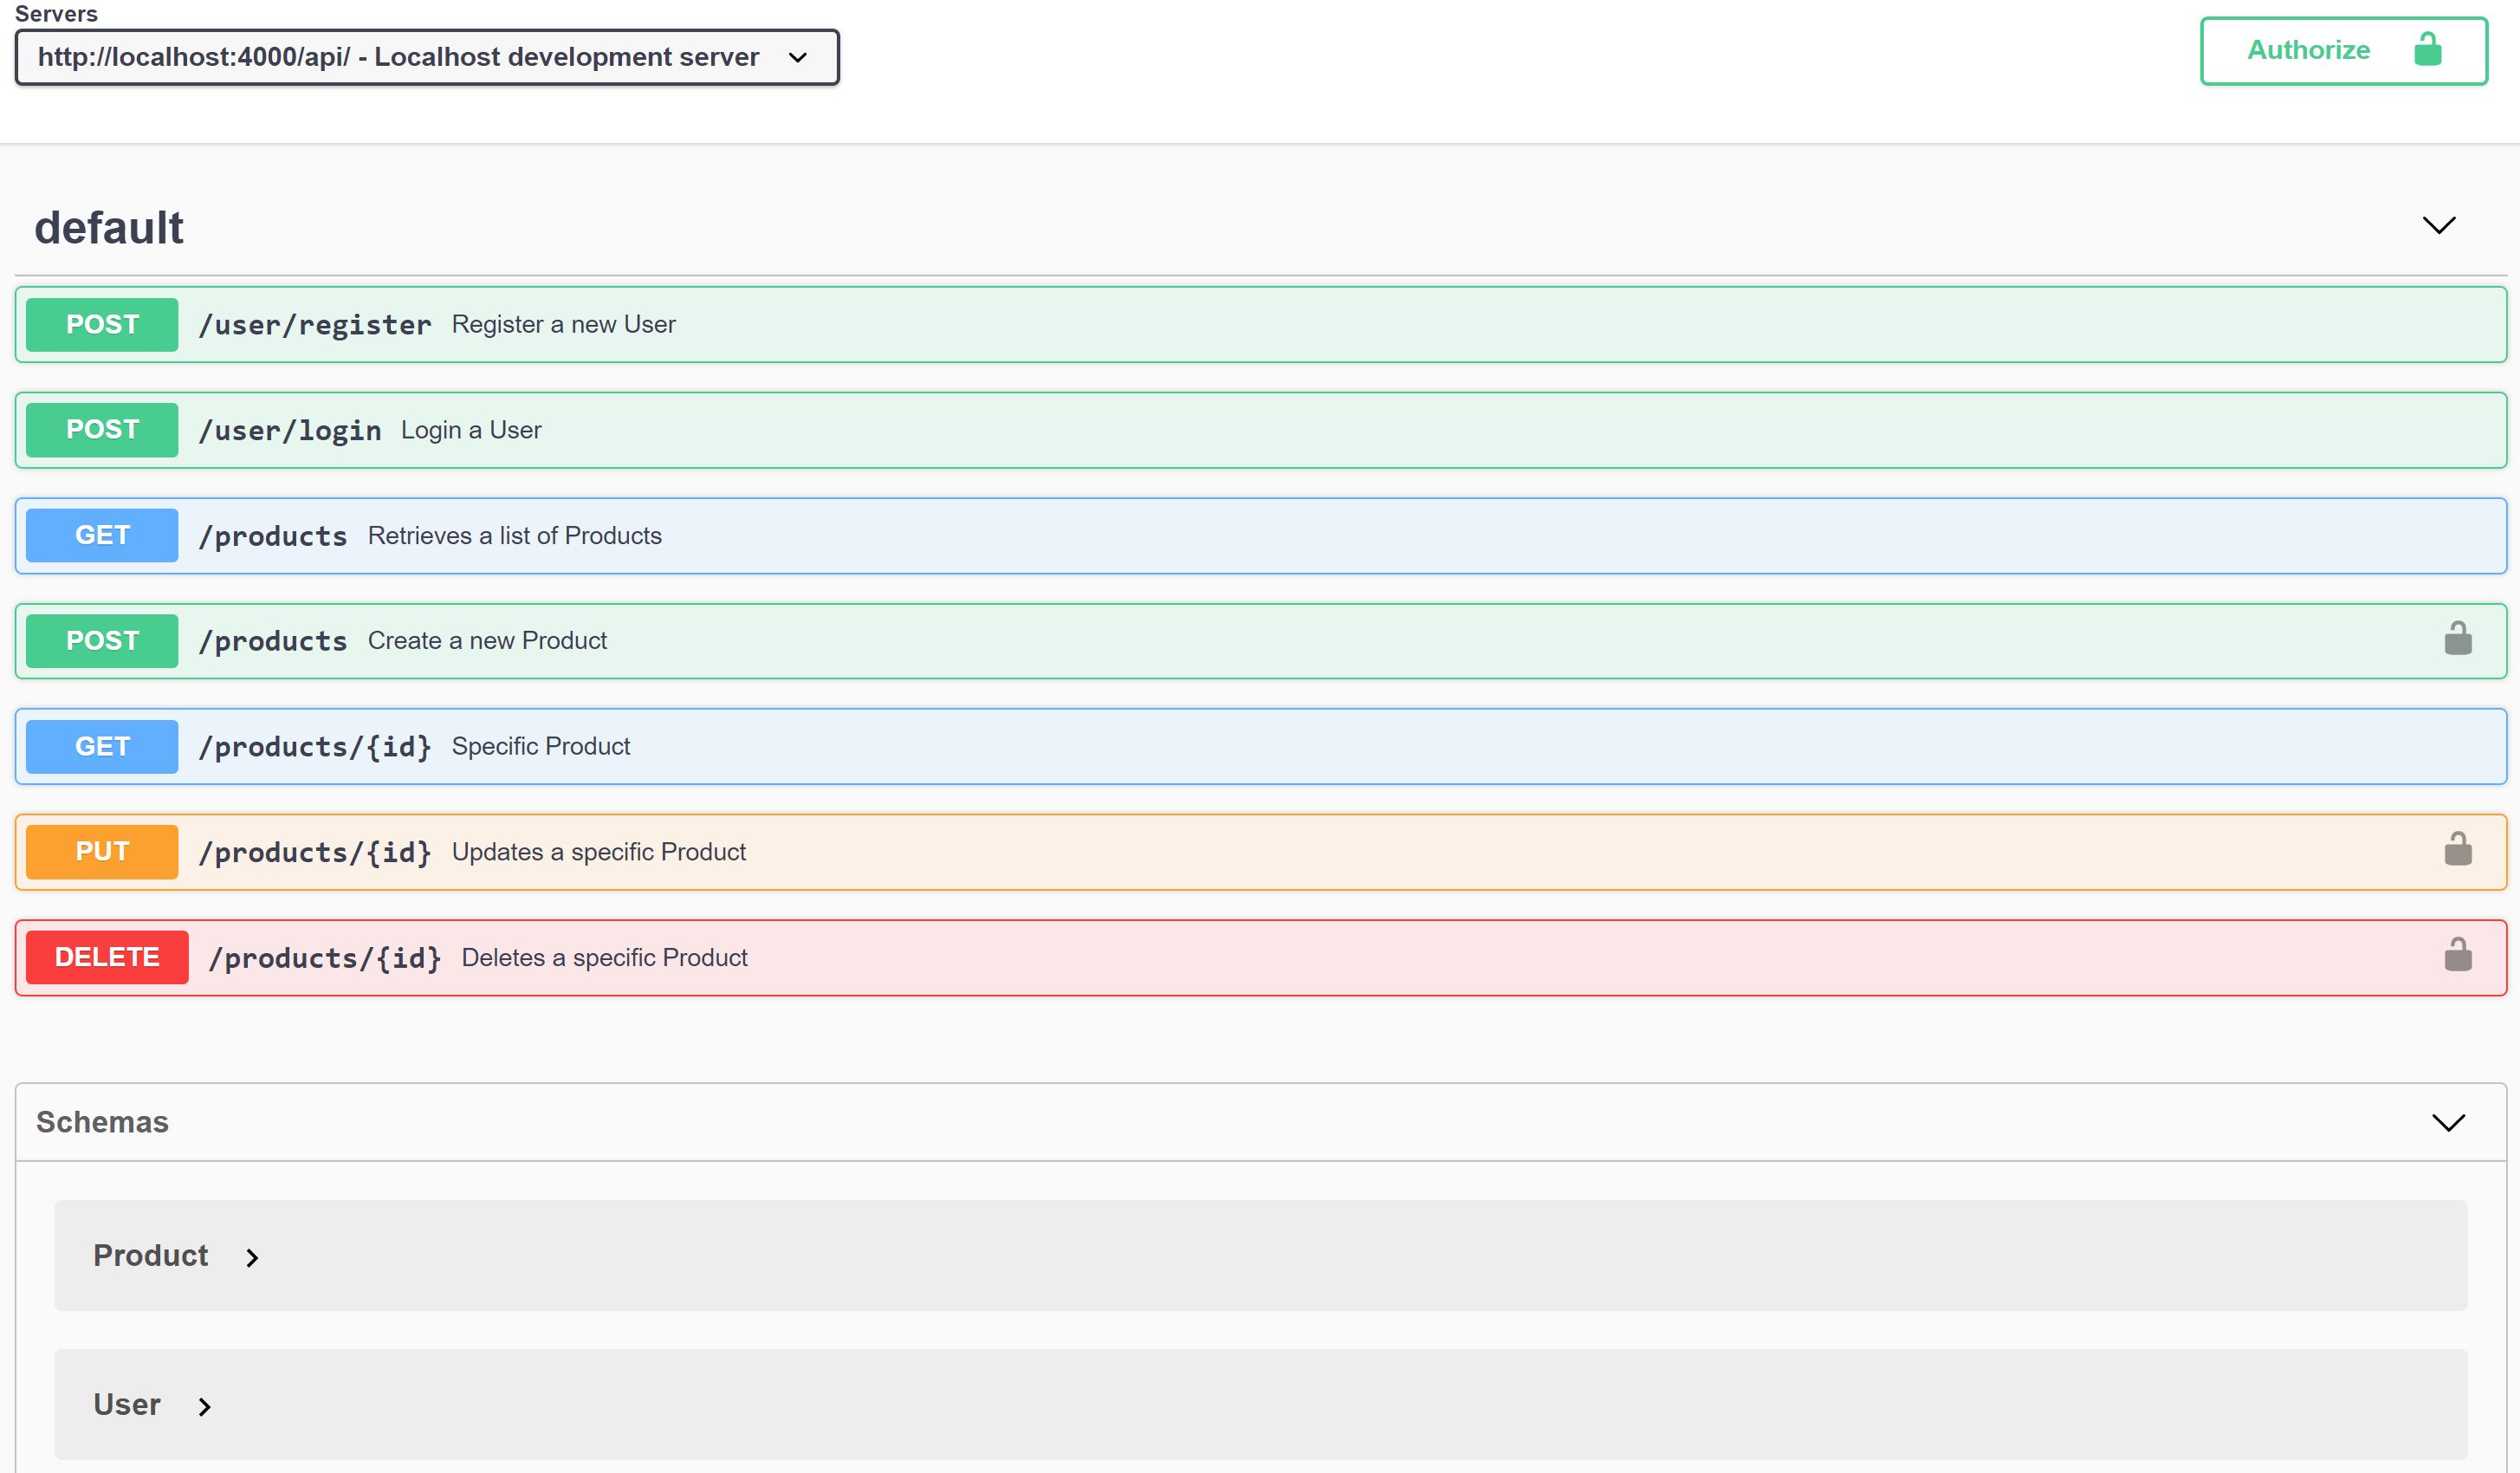 Servers
http://localhost:4000/api/ - Localhost development server
Authorize
default
POST /user/register Register a new User
POST /user/login Login a User
GET /products Retrieves a list of Products
POST /products Create a new Product
GET /products/{id} Specific Product
PUT /products/{id} Updates a specific Product
DELETE /products/{id} Deletes a specific Product
Schemas
Product
User